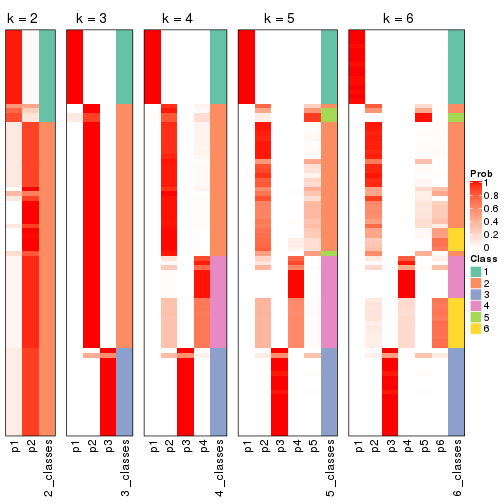 k = 2
k = 3
k = 4
k = 5
k = 6
Prob
1
0.8
0.6
0.4
0.2
0
Class
1
2
3
4
5
6
p1
p2
2_classes
p1
p2
p3
3_classes
p1
p2
p3
p4
4_classes
p1
p2
p3
p4
p5
5_classes
p1
p2
p3
p4
p5
p6
6_classes